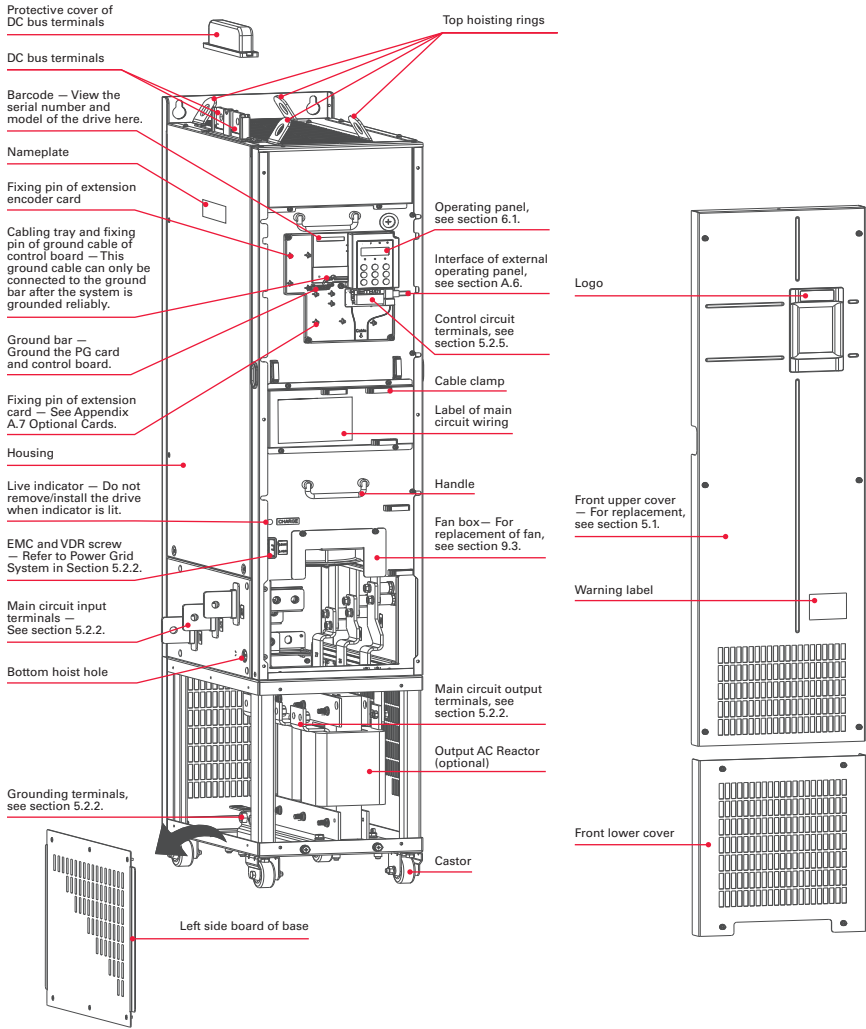 Protective cover of
DC bus terminals
DC bus terminals
Barcode — View the
serial number and
model of the drive here.
Nameplate
Fixing pin of extension
encoder card
Cabling tray and fixing
pin of ground cable of
control board — This
ground cable can only be
connected to the ground
bar after the system is
grounded reliably.
Ground bar —
Ground the PG card
and control board.
Fixing pin of extension
card — See Appendix
A.7 Optional Cards.
Housing
Live indicator — Do not
remove/install the drive
when indicator is lit.
EMC and VDR screw
— Refer to Power Grid
System in Section 5.2.2.
Main circuit input
terminals —
See section 5.2.2.
Bottom hoist hole
Grounding terminals,
see section 5.2.2.
Left side board of base
CHARGE
Top hoisting rings
Operating panel,
see section 6.1.
Interface of external
operating panel,
see section A.6.
Control circuit
terminals, see
section 5.2.5.
Cable clamp
Label of main
circuit wiring
Handle
Fan box— For
replacement of fan,
see section 9.3.
Main circuit output
terminals, see
section 5.2.2.
Output AC Reactor
(optional)
Castor
Logo
Front upper cover
— For replacement,
see section 5.1.
Warning label
Front lower cover